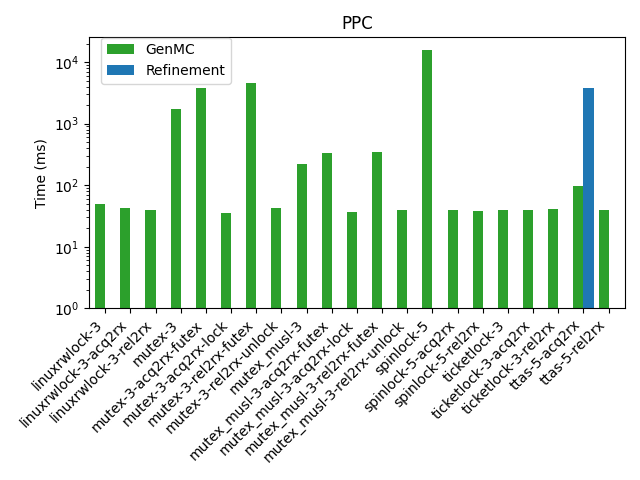 PPC
GenMC
Refinement
Time (ms)
10^4
10^3
10^2
10^1
10^0
linuxrwlock-3
linuxrwlock-3-acq2rx
linuxrwlock-3-rel2rx
mutex-3
mutex-3-acq2rx-futex
mutex-3-acq2rx-lock
mutex-3-rel2rx-futex
mutex-3-rel2rx-unlock
mutex_musl-3
mutex_musl-3-acq2rx-futex
mutex_musl-3-acq2rx-lock
mutex_musl-3-rel2rx-futex
mutex_musl-3-rel2rx-unlock
spinlock-5
spinlock-5-acq2rx
spinlock-5-rel2rx
ticketlock-3
ticketlock-3-acq2rx
ticketlock-3-rel2rx
ttas-5-acq2rx
ttas-5-rel2rx